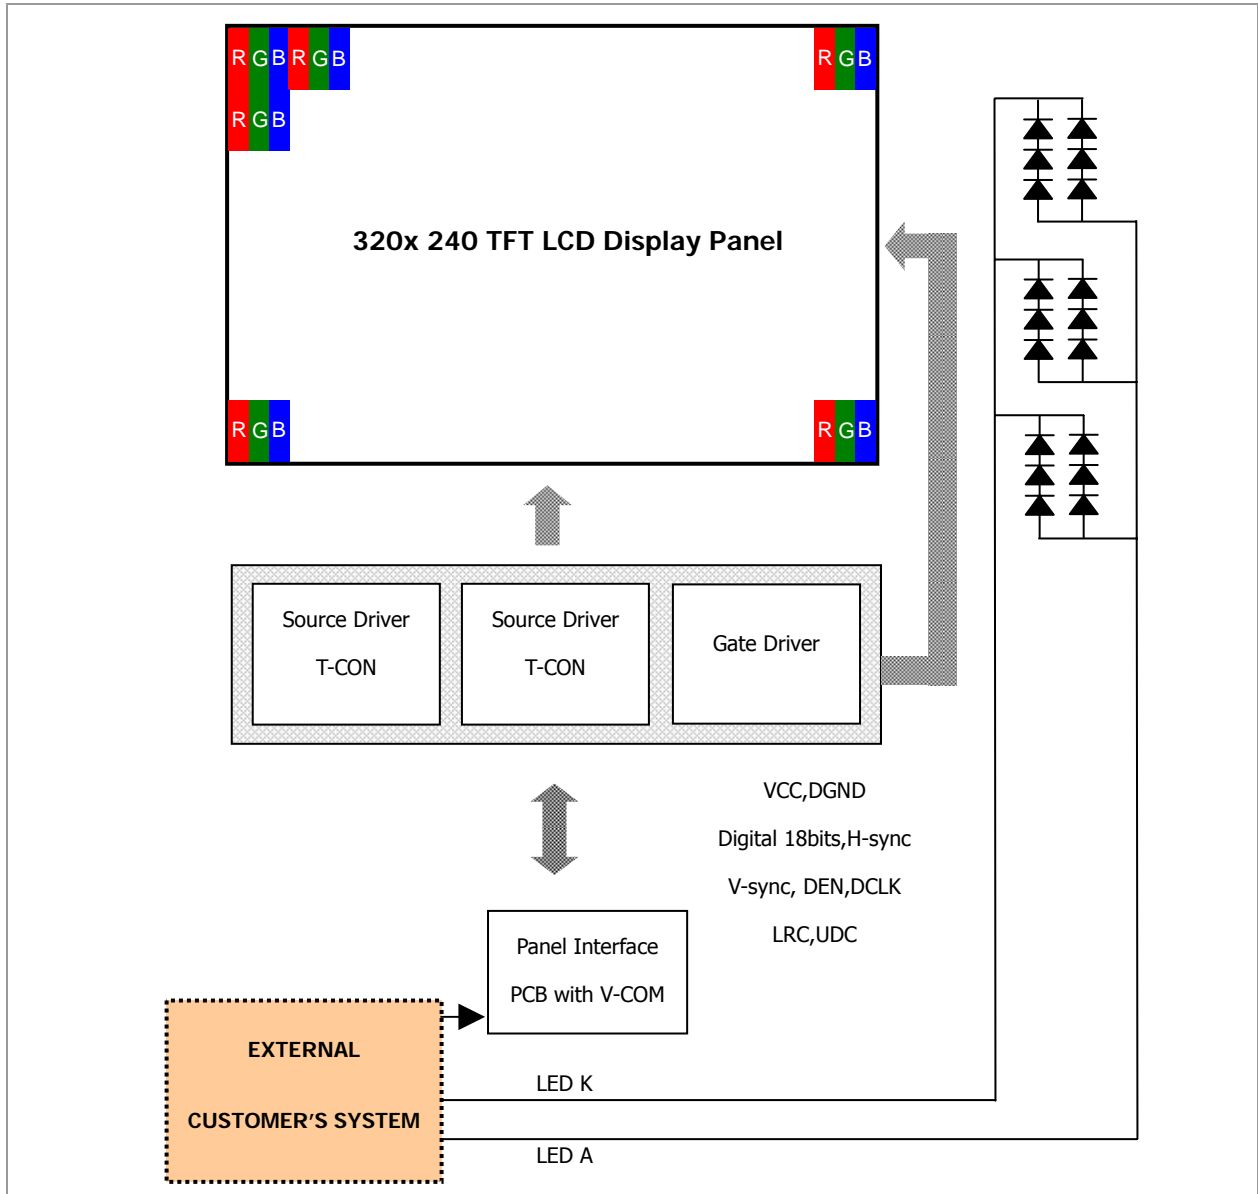 RGBRGB
RGB
RGB
320x 240 TFT LCD Display Panel
RGB
RGB
Source Driver
T-CON
Source Driver
T-CON
Gate Driver
VCC,DGND
Digital 18bits,H-sync
V-sync, DEN,DCLK
LRC,UDC
Panel Interface
PCB with V-COM
EXTERNAL
CUSTOMER'S SYSTEM
LED K
LED A